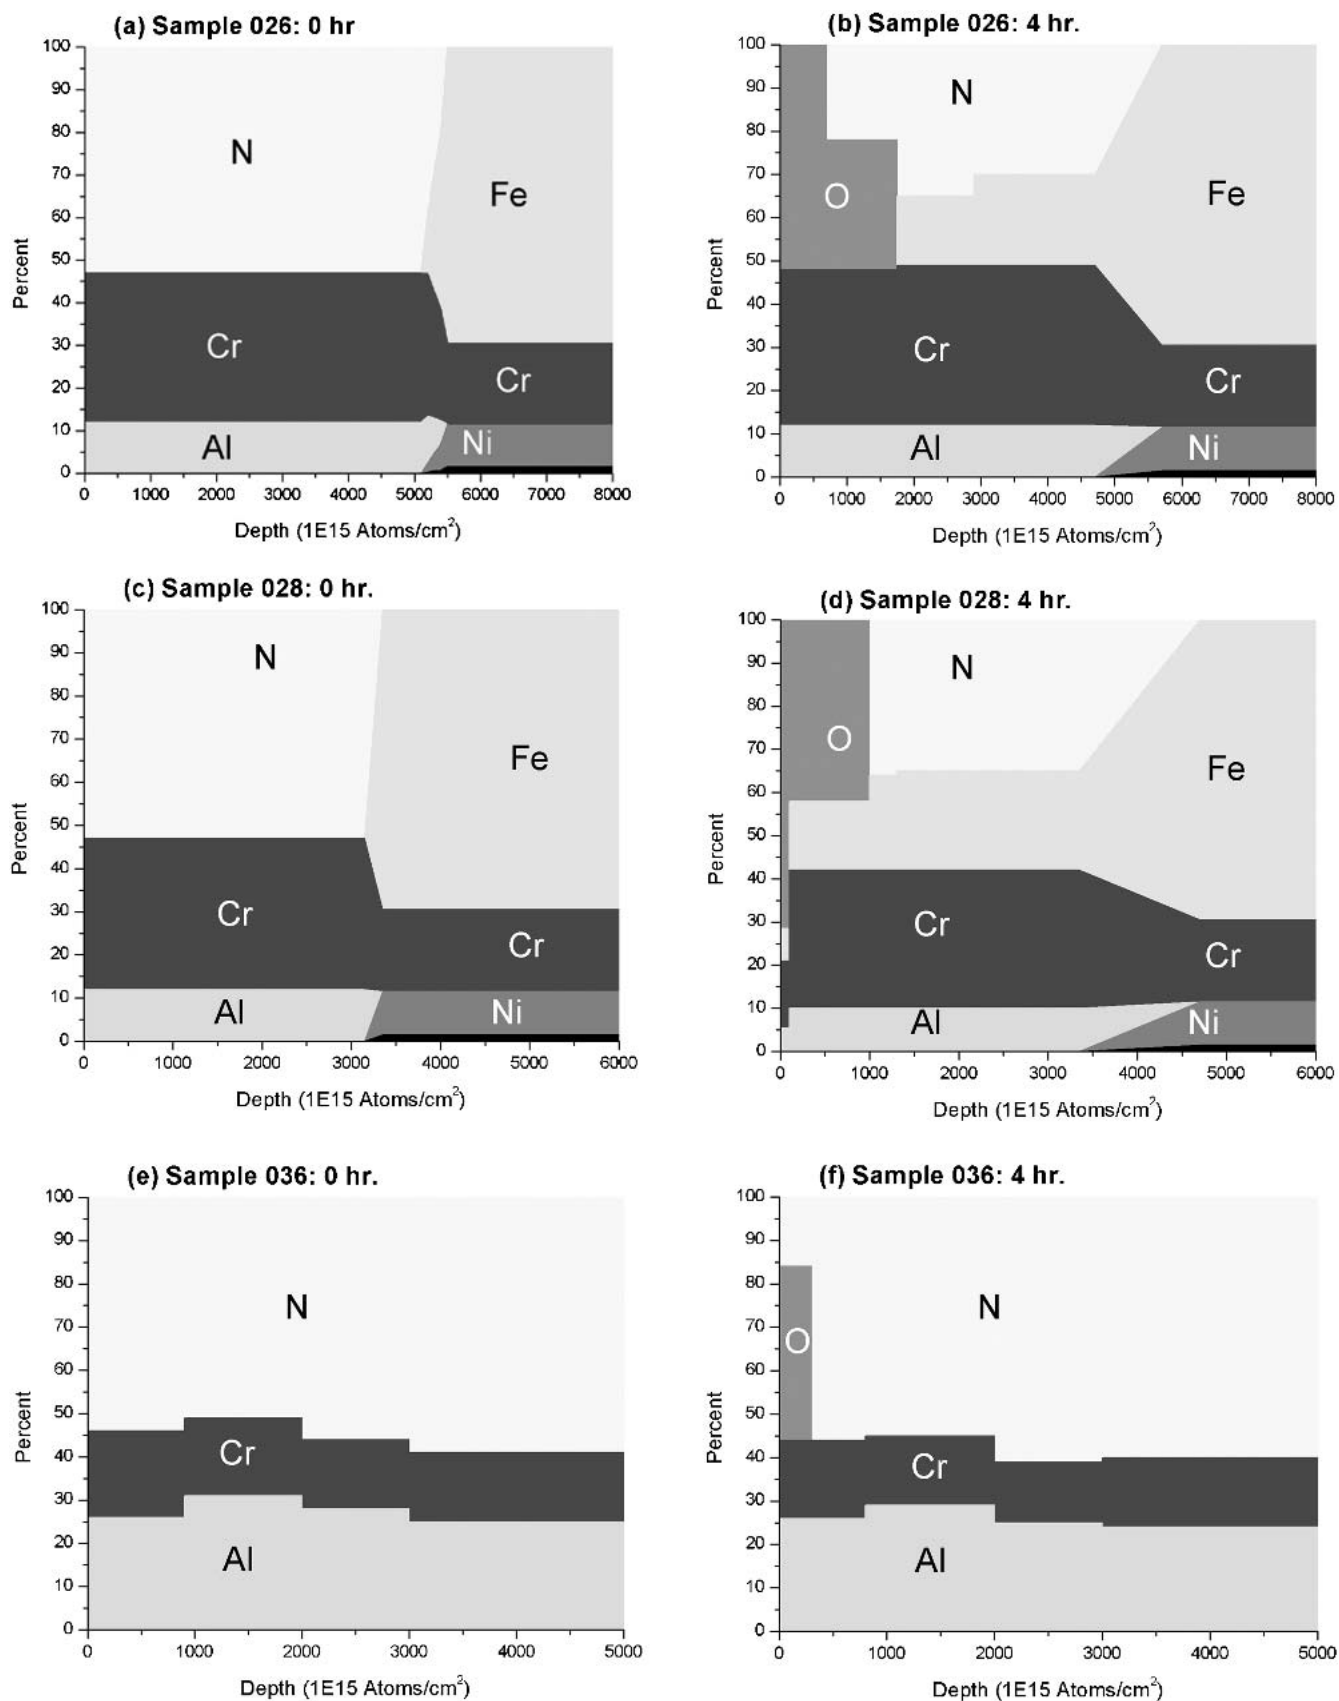 (a) Sample 026: 0 hr
100
90
80
70
60
50
40
30
20
10
0
Percent
N
Fe
Cr
Cr
Al
Ni
0 1000 2000 3000 4000 5000 6000 7000 8000
Depth (1E15 Atoms/cm²)
(b) Sample 026: 4 hr.
100
90
80
70
60
50
40
30
20
10
0
Percent
N
O
Fe
Cr
Cr
Al
Ni
0 1000 2000 3000 4000 5000 6000 7000 8000
Depth (1E15 Atoms/cm²)
(c) Sample 028: 0 hr.
100
90
80
70
60
50
40
30
20
10
0
Percent
N
Fe
Cr
Cr
Al
Ni
0 1000 2000 3000 4000 5000 6000
Depth (1E15 Atoms/cm²)
(d) Sample 028: 4 hr.
100
90
80
70
60
50
40
30
20
10
0
Percent
N
O
Fe
Cr
Cr
Al
Ni
0 1000 2000 3000 4000 5000 6000
Depth (1E15 Atoms/cm²)
(e) Sample 036: 0 hr.
100
90
80
70
60
50
40
30
20
10
0
Percent
N
Cr
Al
0 1000 2000 3000 4000 5000
Depth (1E15 Atoms/cm²)
(f) Sample 036: 4 hr.
100
90
80
70
60
50
40
30
20
10
0
Percent
N
O
Cr
Al
0 1000 2000 3000 4000 5000
Depth (1E15 Atoms/cm²)